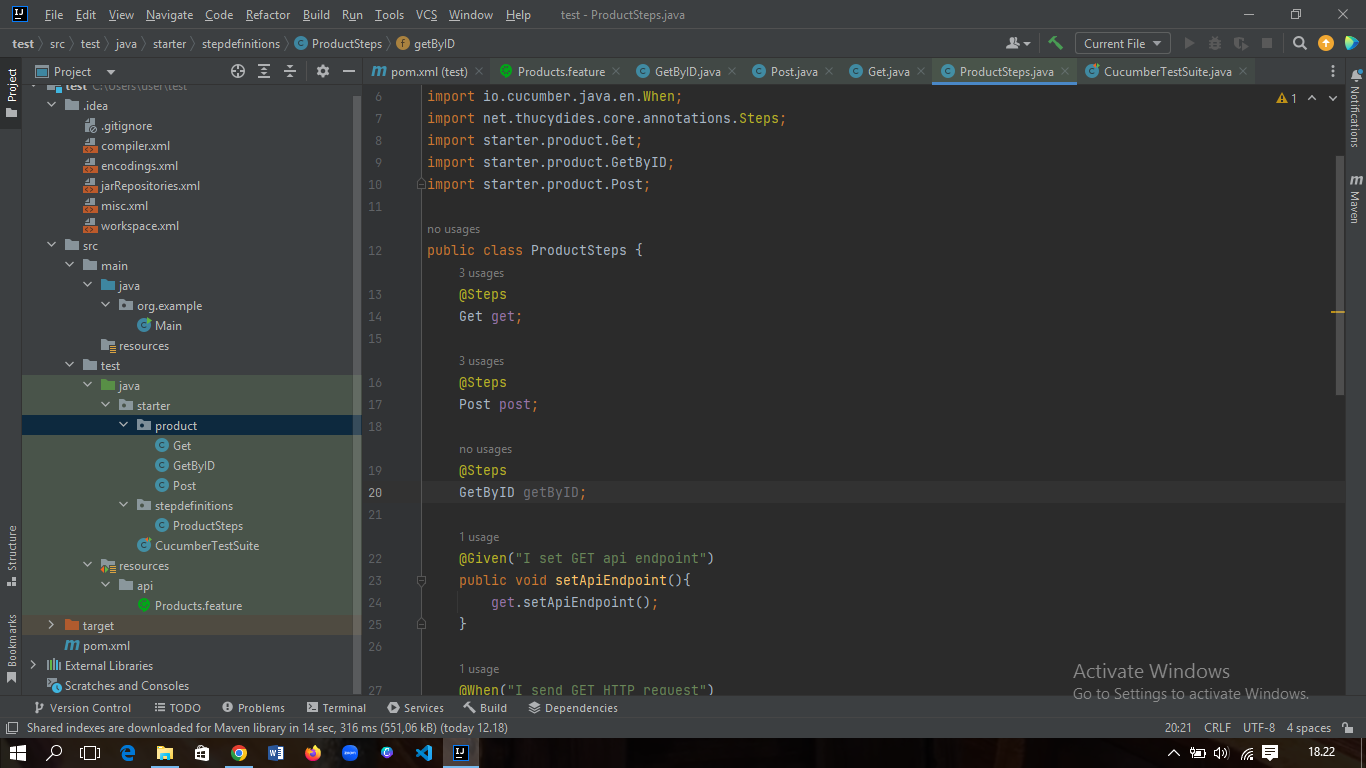 File Edit View Navigate Code Refactor Build Run Tools VCS Window Help test - ProductSteps.java
test src test java starter stepdefinitions ProductSteps getByID Current File
Project pom.xml (test) Products.feature GetByID.java Post.java Get.java ProductSteps.java CucumberTestSuite.java
Project
test C:\Users\user\test
.idea
.gitignore
compiler.xml
encodings.xml
jarRepositories.xml
misc.xml
workspace.xml
src
main
java
org.example
Main
resources
test
java
starter
product
Get
GetByID
Post
stepdefinitions
ProductSteps
CucumberTestSuite
resources
api
Products.feature
target
pom.xml
External Libraries
Scratches and Consoles
Structure
Bookmarks
6 import io.cucumber.java.en.When;
7 import net.thucydides.core.annotations.Steps;
8 import starter.product.Get;
9 import starter.product.GetByID;
10 import starter.product.Post;
11
no usages
12 public class ProductSteps {
3 usages
13 @Steps
14 Get get;
15
3 usages
16 @Steps
17 Post post;
18
no usages
19 @Steps
20 GetByID getByID;
21
1 usage
22 @Given("I set GET api endpoint")
23 public void setApiEndpoint(){
24 get.setApiEndpoint();
25 }
26
1 usage
27 @When("I send GET HTTP request")
1
Notifications
Maven
Activate Windows
Go to Settings to activate Windows.
Version Control TODO Problems Terminal Services Build Dependencies
Shared indexes are downloaded for Maven library in 14 sec, 316 ms (551,06 kB) (today 12.18) 20:21 CRLF UTF-8 4 spaces
18.22